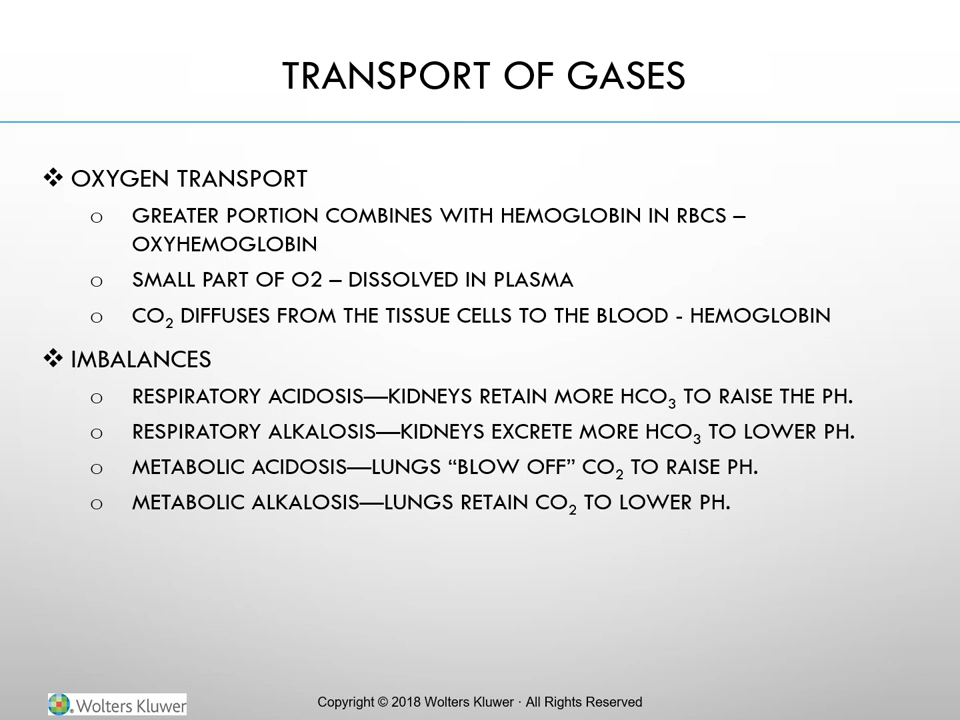 TRANSPORT OF GASES
❖ OXYGEN TRANSPORT
o GREATER PORTION COMBINES WITH HEMOGLOBIN IN RBCS –
OXYHEMOGLOBIN
o SMALL PART OF O2 – DISSOLVED IN PLASMA
o CO₂ DIFFUSES FROM THE TISSUE CELLS TO THE BLOOD - HEMOGLOBIN
❖ IMBALANCES
o RESPIRATORY ACIDOSIS—KIDNEYS RETAIN MORE HCO₃ TO RAISE THE PH.
o RESPIRATORY ALKALOSIS—KIDNEYS EXCRETE MORE HCO₃ TO LOWER PH.
o METABOLIC ACIDOSIS—LUNGS “BLOW OFF” CO₂ TO RAISE PH.
o METABOLIC ALKALOSIS—LUNGS RETAIN CO₂ TO LOWER PH.
Wolters Kluwer
Copyright © 2018 Wolters Kluwer · All Rights Reserved